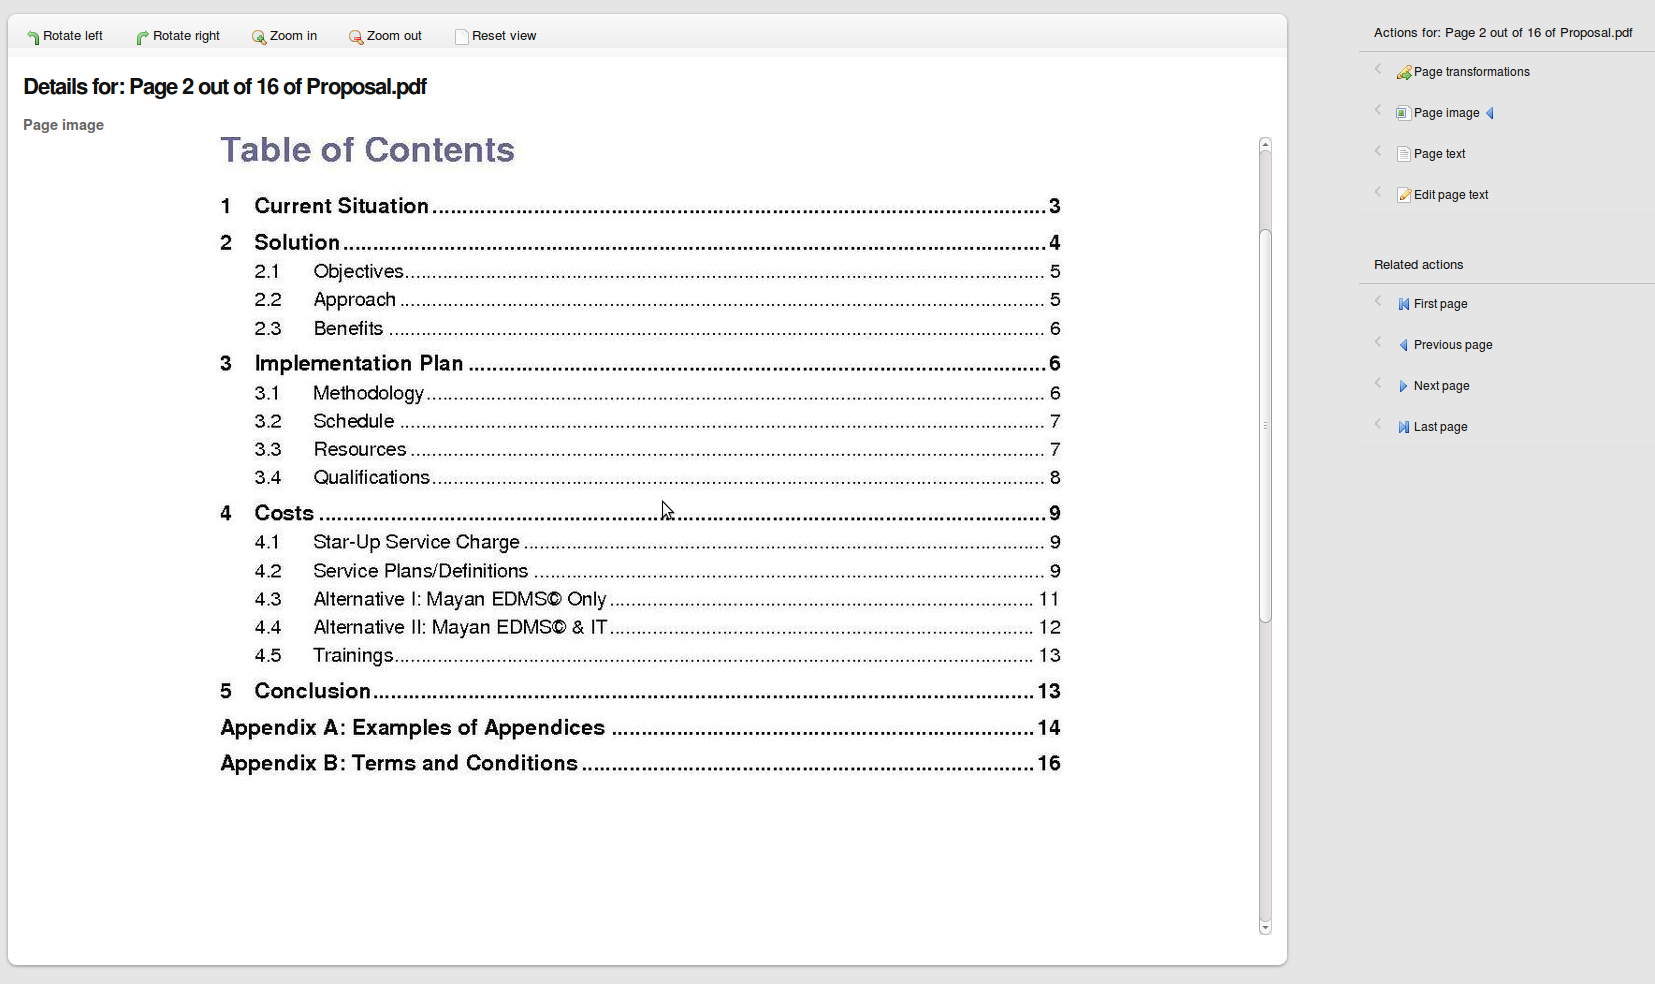 Rotate left Rotate right Zoom in Zoom out Reset view
Details for: Page 2 out of 16 of Proposal.pdf
Page image
Table of Contents
1 Current Situation 3
2 Solution 4
2.1 Objectives 5
2.2 Approach 5
2.3 Benefits 6
3 Implementation Plan 6
3.1 Methodology 6
3.2 Schedule 7
3.3 Resources 7
3.4 Qualifications 8
4 Costs 9
4.1 Star-Up Service Charge 9
4.2 Service Plans/Definitions 9
4.3 Alternative I: Mayan EDMS© Only 11
4.4 Alternative II: Mayan EDMS© & IT 12
4.5 Trainings 13
5 Conclusion 13
Appendix A: Examples of Appendices 14
Appendix B: Terms and Conditions 16
Actions for: Page 2 out of 16 of Proposal.pdf
Page transformations
Page image
Page text
Edit page text
Related actions
First page
Previous page
Next page
Last page